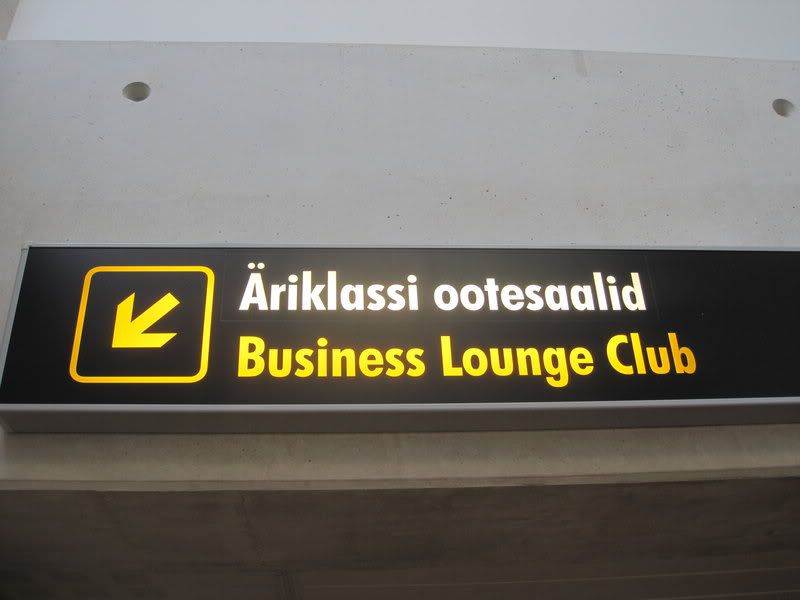 Äriklassi ootesaalid
Business Lounge Club